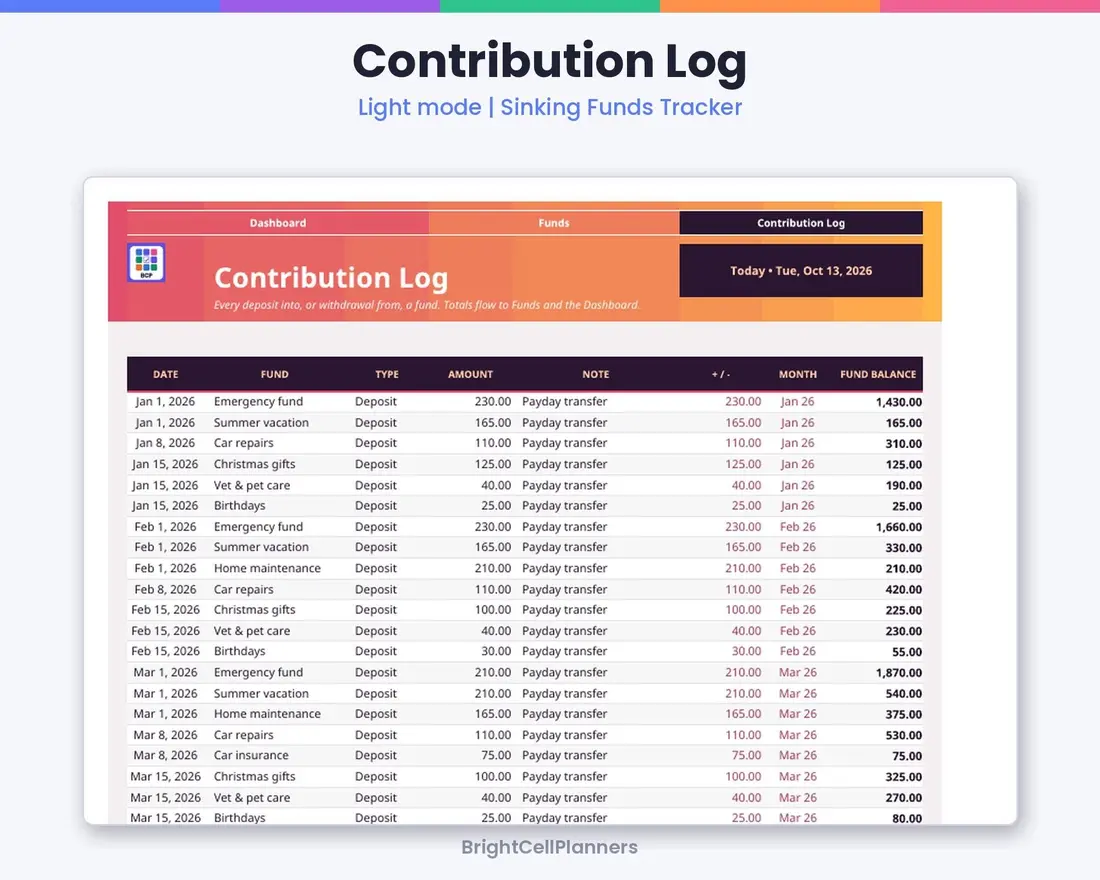 Contribution Log
Light mode | Sinking Funds Tracker
Dashboard Funds Contribution Log
BCP
Contribution Log
Today • Tue, Oct 13, 2026
Every deposit into, or withdrawal from, a fund. Totals flow to Funds and the Dashboard.
DATE FUND TYPE AMOUNT NOTE + / - MONTH FUND BALANCE
Jan 1, 2026 Emergency fund Deposit 230.00 Payday transfer 230.00 Jan 26 1,430.00
Jan 1, 2026 Summer vacation Deposit 165.00 Payday transfer 165.00 Jan 26 165.00
Jan 8, 2026 Car repairs Deposit 110.00 Payday transfer 110.00 Jan 26 310.00
Jan 15, 2026 Christmas gifts Deposit 125.00 Payday transfer 125.00 Jan 26 125.00
Jan 15, 2026 Vet & pet care Deposit 40.00 Payday transfer 40.00 Jan 26 190.00
Jan 15, 2026 Birthdays Deposit 25.00 Payday transfer 25.00 Jan 26 25.00
Feb 1, 2026 Emergency fund Deposit 230.00 Payday transfer 230.00 Feb 26 1,660.00
Feb 1, 2026 Summer vacation Deposit 165.00 Payday transfer 165.00 Feb 26 330.00
Feb 1, 2026 Home maintenance Deposit 210.00 Payday transfer 210.00 Feb 26 210.00
Feb 8, 2026 Car repairs Deposit 110.00 Payday transfer 110.00 Feb 26 420.00
Feb 15, 2026 Christmas gifts Deposit 100.00 Payday transfer 100.00 Feb 26 225.00
Feb 15, 2026 Vet & pet care Deposit 40.00 Payday transfer 40.00 Feb 26 230.00
Feb 15, 2026 Birthdays Deposit 30.00 Payday transfer 30.00 Feb 26 55.00
Mar 1, 2026 Emergency fund Deposit 210.00 Payday transfer 210.00 Mar 26 1,870.00
Mar 1, 2026 Summer vacation Deposit 210.00 Payday transfer 210.00 Mar 26 540.00
Mar 1, 2026 Home maintenance Deposit 165.00 Payday transfer 165.00 Mar 26 375.00
Mar 8, 2026 Car repairs Deposit 110.00 Payday transfer 110.00 Mar 26 530.00
Mar 8, 2026 Car insurance Deposit 75.00 Payday transfer 75.00 Mar 26 75.00
Mar 15, 2026 Christmas gifts Deposit 100.00 Payday transfer 100.00 Mar 26 325.00
Mar 15, 2026 Vet & pet care Deposit 40.00 Payday transfer 40.00 Mar 26 270.00
Mar 15, 2026 Birthdays Deposit 25.00 Payday transfer 25.00 Mar 26 80.00
BrightCellPlanners